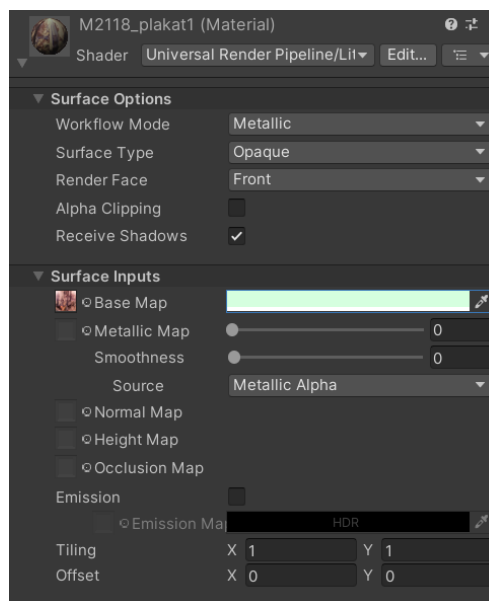 M2118_plakat1 (Material)
Shader Universal Render Pipeline/Lit Edit...
Surface Options
Workflow Mode Metallic
Surface Type Opaque
Render Face Front
Alpha Clipping
Receive Shadows
Surface Inputs
Base Map
Metallic Map 0
Smoothness 0
Source Metallic Alpha
Normal Map
Height Map
Occlusion Map
Emission
Emission Map HDR
Tiling X 1 Y 1
Offset X 0 Y 0